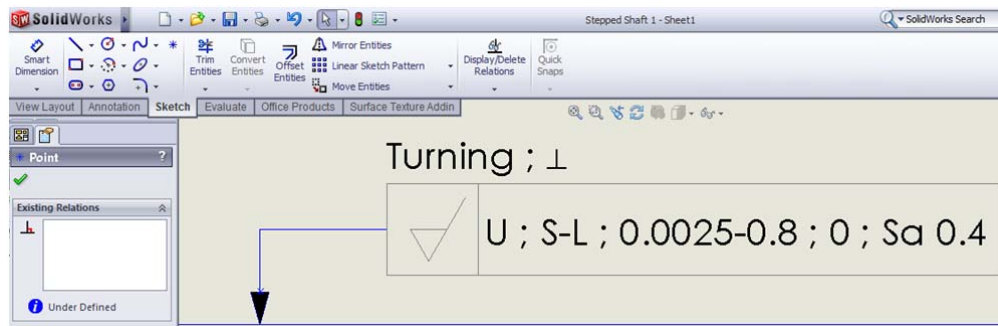 SolidWorks
Stepped Shaft 1 - Sheet1
SolidWorks Search
Smart Dimension
Trim Entities
Convert Entities
Offset Entities
Mirror Entities
Linear Sketch Pattern
Move Entities
Display/Delete Relations
Quick Snaps
View Layout Annotation Sketch Evaluate Office Products Surface Texture Addin
Point ?
Existing Relations
Under Defined
Turning ; ⊥
U ; S-L ; 0.0025-0.8 ; 0 ; Sa 0.4